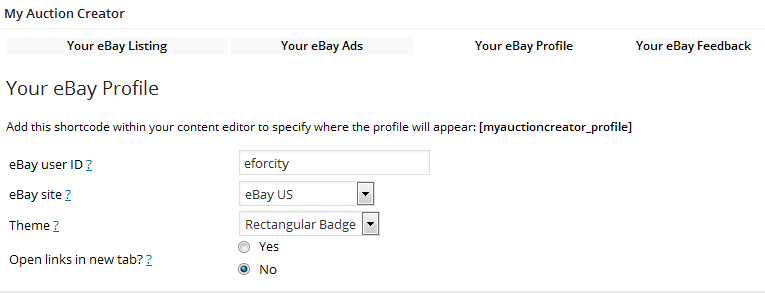 My Auction Creator
Your eBay Listing Your eBay Ads Your eBay Profile Your eBay Feedback
Your eBay Profile
Add this shortcode within your content editor to specify where the profile will appear: [myauctioncreator_profile]
eBay user ID ? eforcity
eBay site ? eBay US
Theme ? Rectangular Badge
Yes
Open links in new tab? ?
No